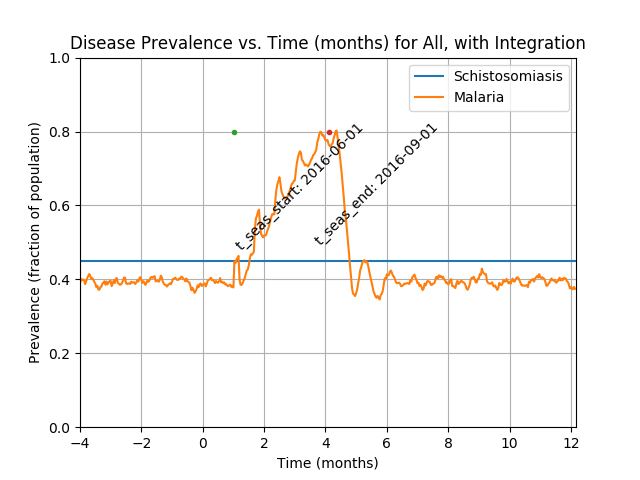 Disease Prevalence vs. Time (months) for All, with Integration
Prevalence (fraction of population)
1.0
0.8
0.6
0.4
0.2
0.0
Schistosomiasis
Malaria
t_seas_start: 2016-06-01
t_seas_end: 2016-09-01
−4 −2 0 2 4 6 8 10 12
Time (months)